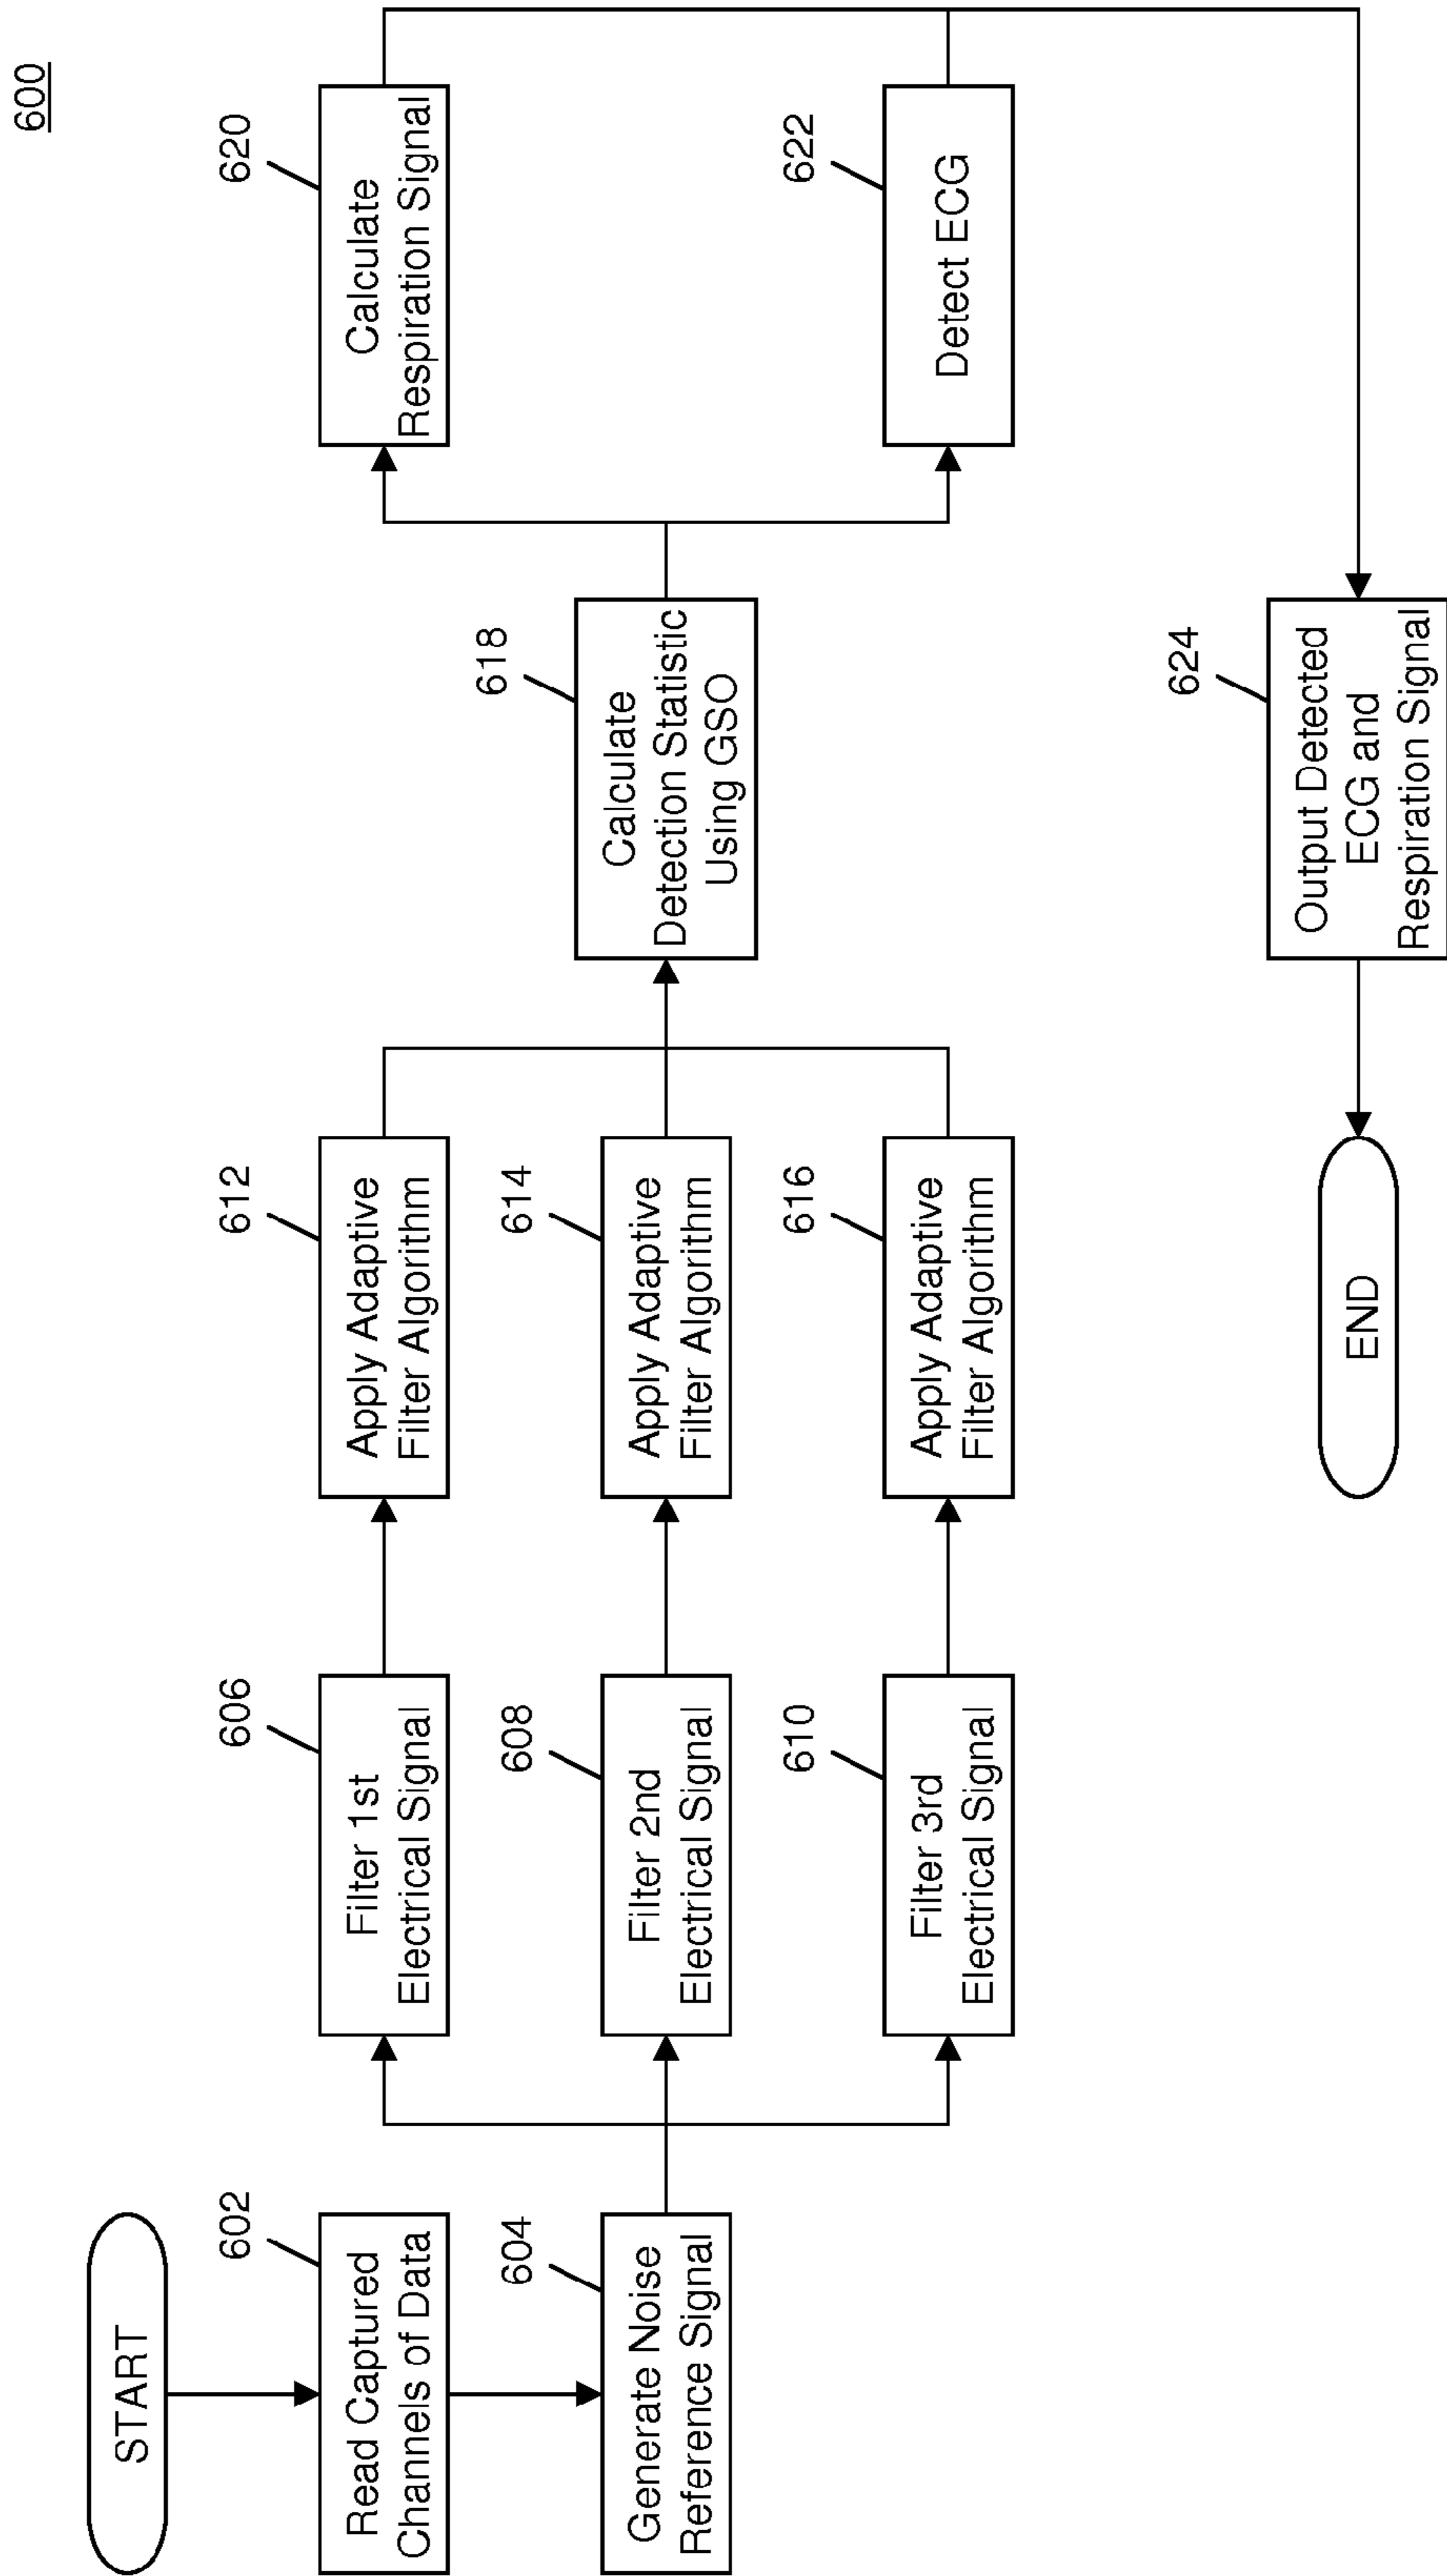 600
START
602
Read Captured
Channels of Data
604
Generate Noise
Reference Signal
606
Filter 1st
Electrical Signal
608
Filter 2nd
Electrical Signal
610
Filter 3rd
Electrical Signal
612
Apply Adaptive
Filter Algorithm
614
Apply Adaptive
Filter Algorithm
616
Apply Adaptive
Filter Algorithm
618
Calculate
Detection Statistic
Using GSO
620
Calculate
Respiration Signal
622
Detect ECG
624
Output Detected
ECG and
Respiration Signal
END